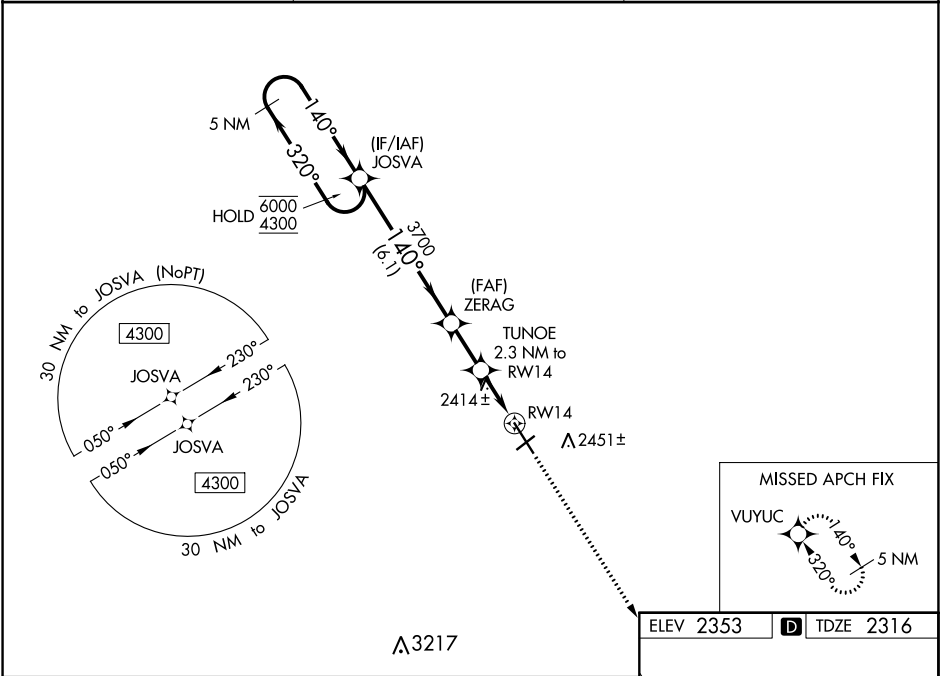 5 NM
140°
320°
(IF/IAF)
JOSVA
HOLD 6000
4300
3700
140°
(6.1)
(FAF)
ZERAG
TUNOE
2.3 NM to
RW14
2414±
RW14
2451±
30 NM to JOSVA (NoPT)
4300
230°
JOSVA
050°
230°
050°
JOSVA
4300
30 NM to JOSVA
MISSED APCH FIX
VUYUC
140°
320°
5 NM
3217
ELEV 2353 D TDZE 2316